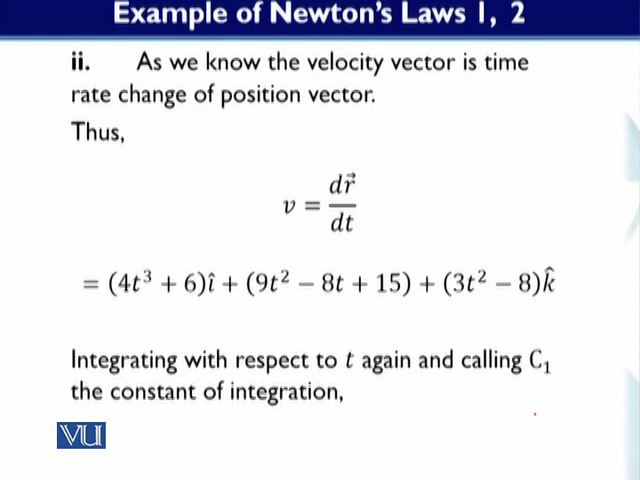 Example of Newton's Laws 1, 2
ii. As we know the velocity vector is time
rate change of position vector.
Thus,
v = dr⃗/dt
= (4t³ + 6)î + (9t² − 8t + 15) + (3t² − 8)k̂
Integrating with respect to t again and calling C₁
the constant of integration,
VU